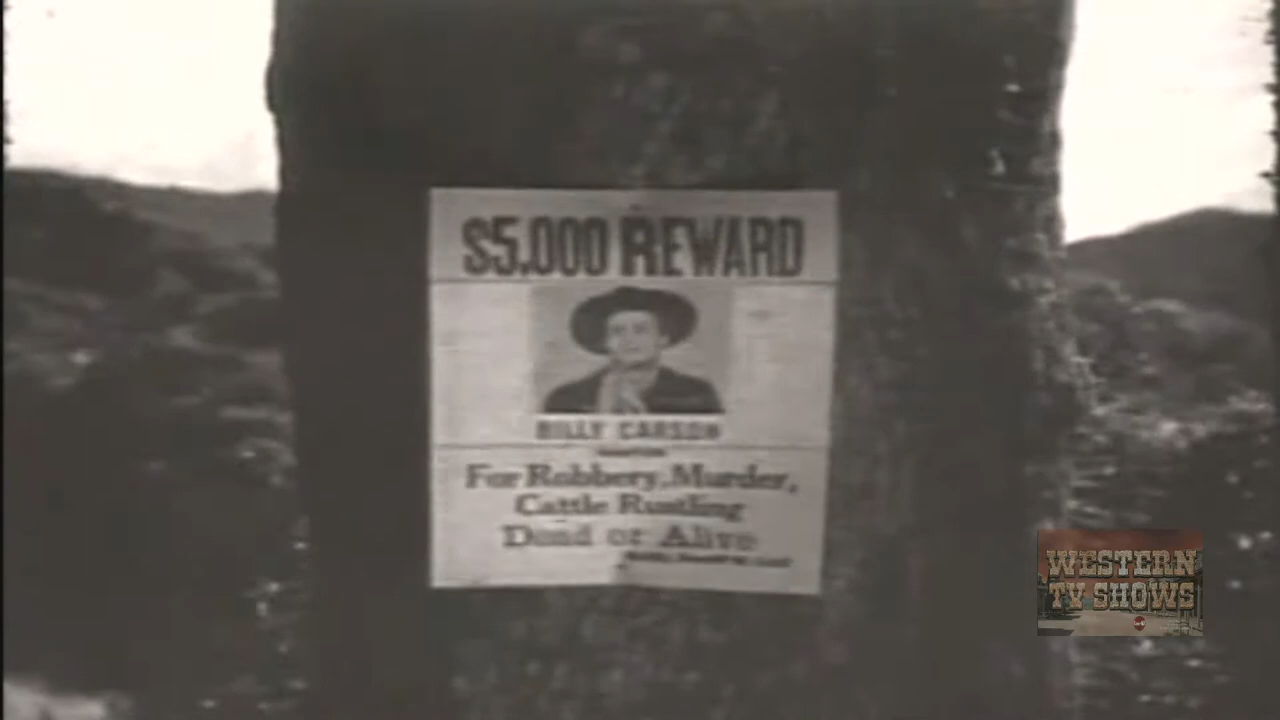 $5,000 REWARD
BILLY CARSON
For Robbery, Murder,
Cattle Rustling
Dead or Alive
WESTERN
TV SHOWS